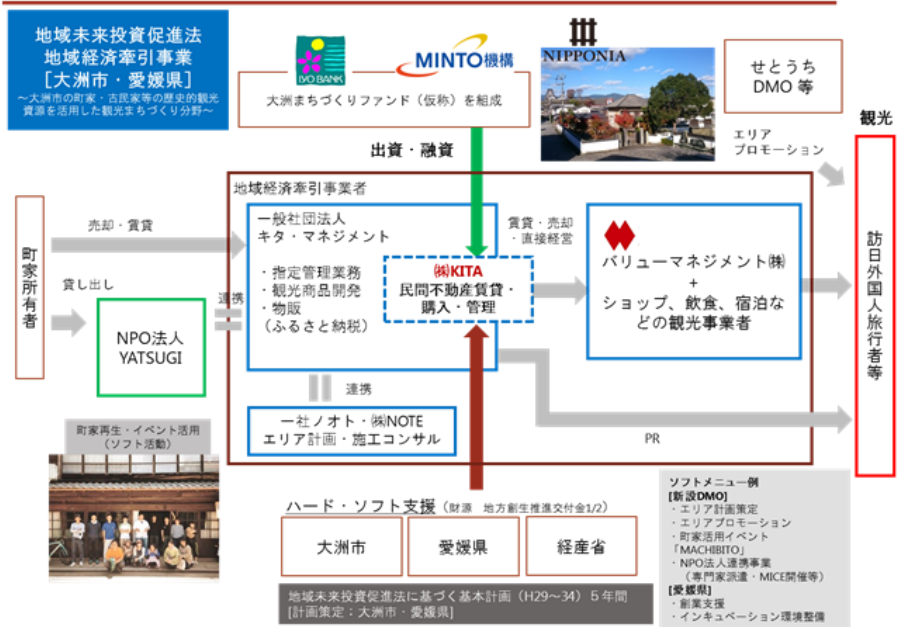 地域未来投資促進法
地域経済牽引事業
[大洲市・愛媛県]
~大洲市の町家・古民家等の歴史的観光
資源を活用した観光まちづくり分野~
IYO BANK
MINTO機構
大洲まちづくりファンド(仮称)を組成
NIPPONIA
せとうち
DMO 等
観光
出資・融資
エリア
プロモーション
地域経済牽引事業者
町家所有者
売却・賃貸
貸し出し
NPO法人
YATSUGI
連携
一般社団法人
キタ・マネジメント
・指定管理業務
・観光商品開発
・物販
(ふるさと納税)
㈱KITA
民間不動産賃貸・
購入・管理
賃貸・売却
・直接経営
バリューマネジメント㈱
+
ショップ、飲食、宿泊な
どの観光事業者
訪日外国人旅行者等
連携
一社ノオト・㈱NOTE
エリア計画・施工コンサル
PR
町家再生・イベント活用
(ソフト活動)
ハード・ソフト支援(財源 地方創生推進交付金1/2)
大洲市
愛媛県
経産省
地域未来投資促進法に基づく基本計画(H29~34)5年間
[計画策定:大洲市・愛媛県]
ソフトメニュー例
[新設DMO]
・エリア計画策定
・エリアプロモーション
・町家活用イベント
「MACHIBITO」
・NPO法人連携事業
(専門家派遣・MICE開催等)
[愛媛県]
・創業支援
・インキュベーション環境整備